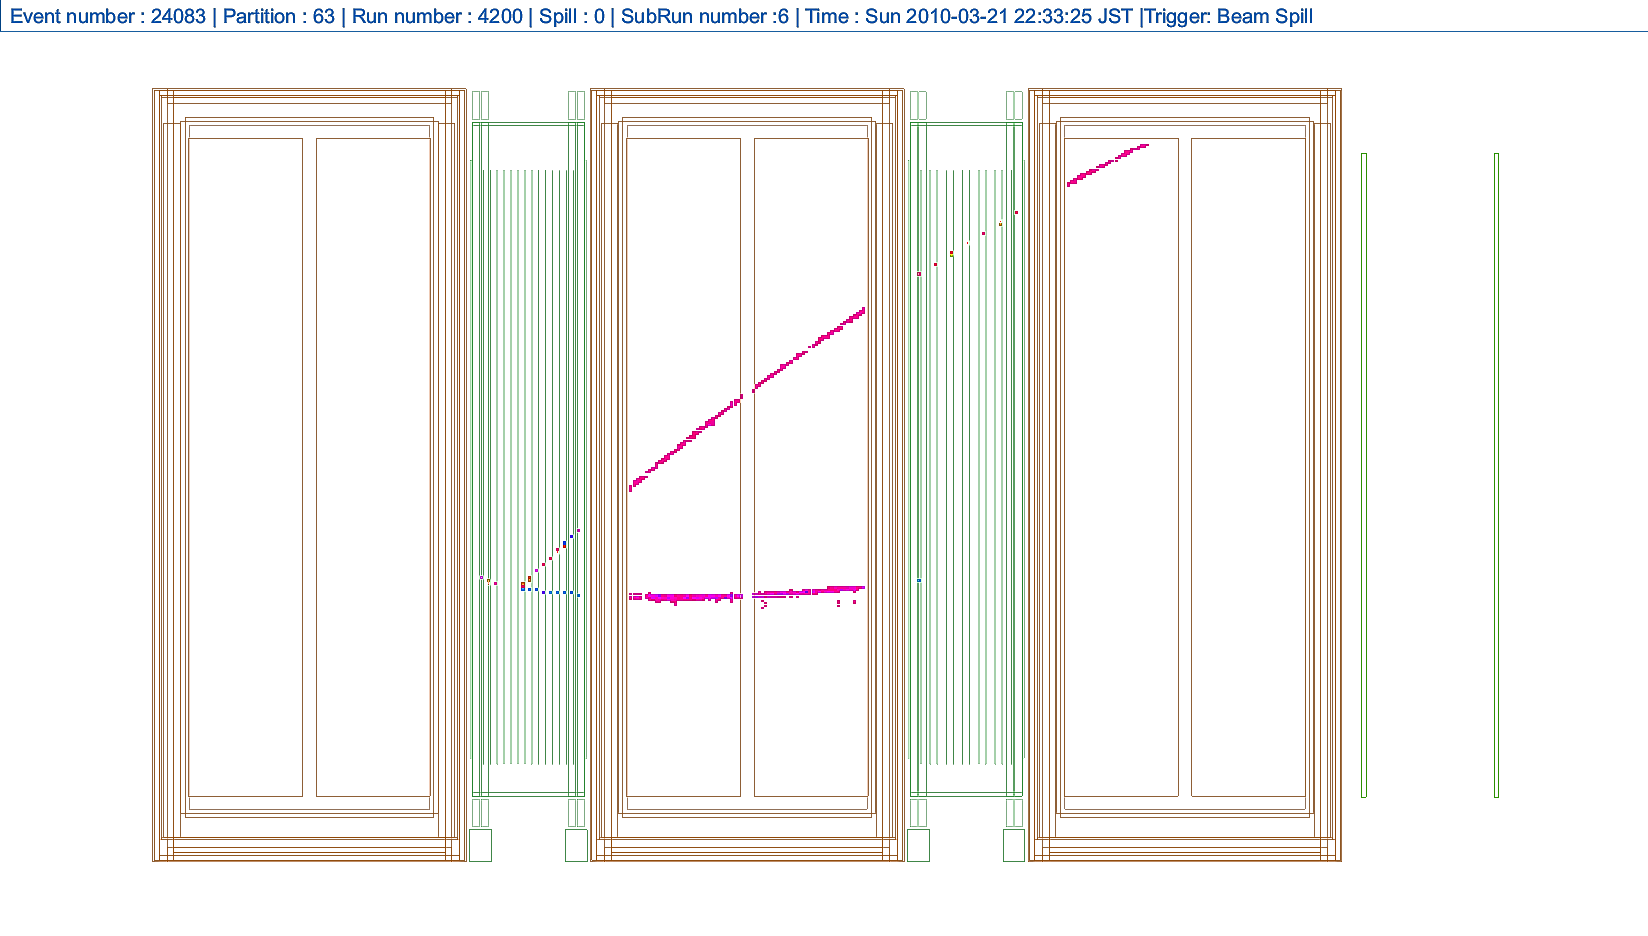 Event number : 24083 | Partition : 63 | Run number : 4200 | Spill : 0 | SubRun number :6 | Time : Sun 2010-03-21 22:33:25 JST |Trigger: Beam Spill